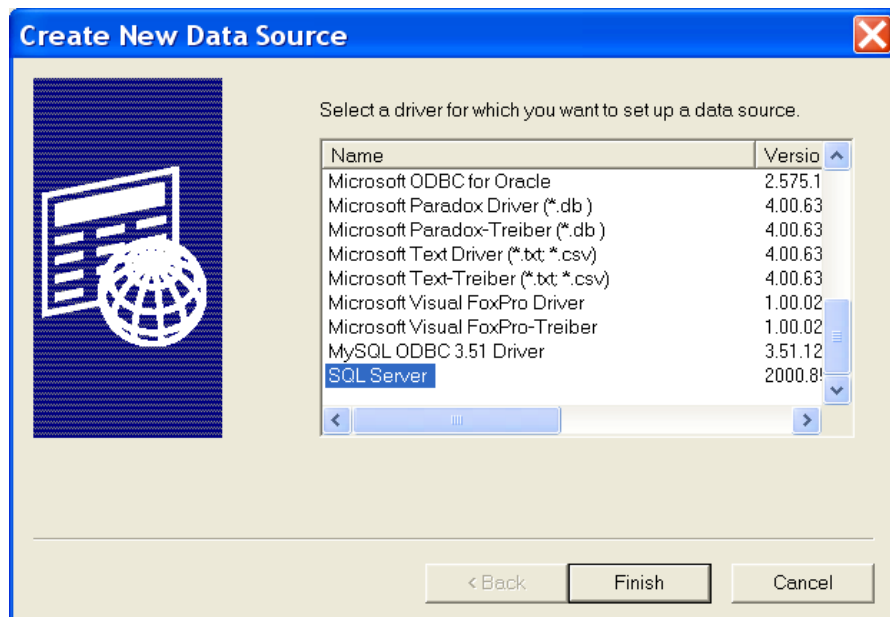 Create New Data Source
Select a driver for which you want to set up a data source.
Name Versio
Microsoft ODBC for Oracle 2.575.1
Microsoft Paradox Driver (*.db ) 4.00.63
Microsoft Paradox-Treiber (*.db ) 4.00.63
Microsoft Text Driver (*.txt; *.csv) 4.00.63
Microsoft Text-Treiber (*.txt; *.csv) 4.00.63
Microsoft Visual FoxPro Driver 1.00.02
Microsoft Visual FoxPro-Treiber 1.00.02
MySQL ODBC 3.51 Driver 3.51.12
SQL Server 2000.8
< Back Finish Cancel